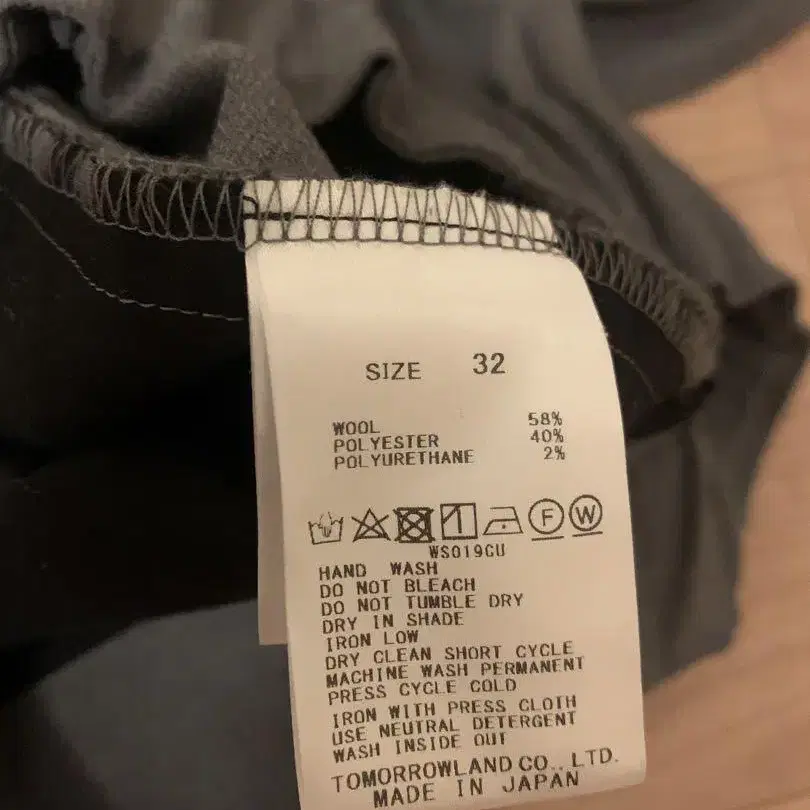 SIZE 32
WOOL 58%
POLYESTER 40%
POLYURETHANE 2%
F W
WS019CU
HAND WASH
DO NOT BLEACH
DO NOT TUMBLE DRY
DRY IN SHADE
IRON LOW
DRY CLEAN SHORT CYCLE
MACHINE WASH PERMANENT
PRESS CYCLE COLD
IRON WITH PRESS CLOTH
USE NEUTRAL DETERGENT
WASH INSIDE OUT
TOMORROWLAND CO., LTD.
MADE IN JAPAN